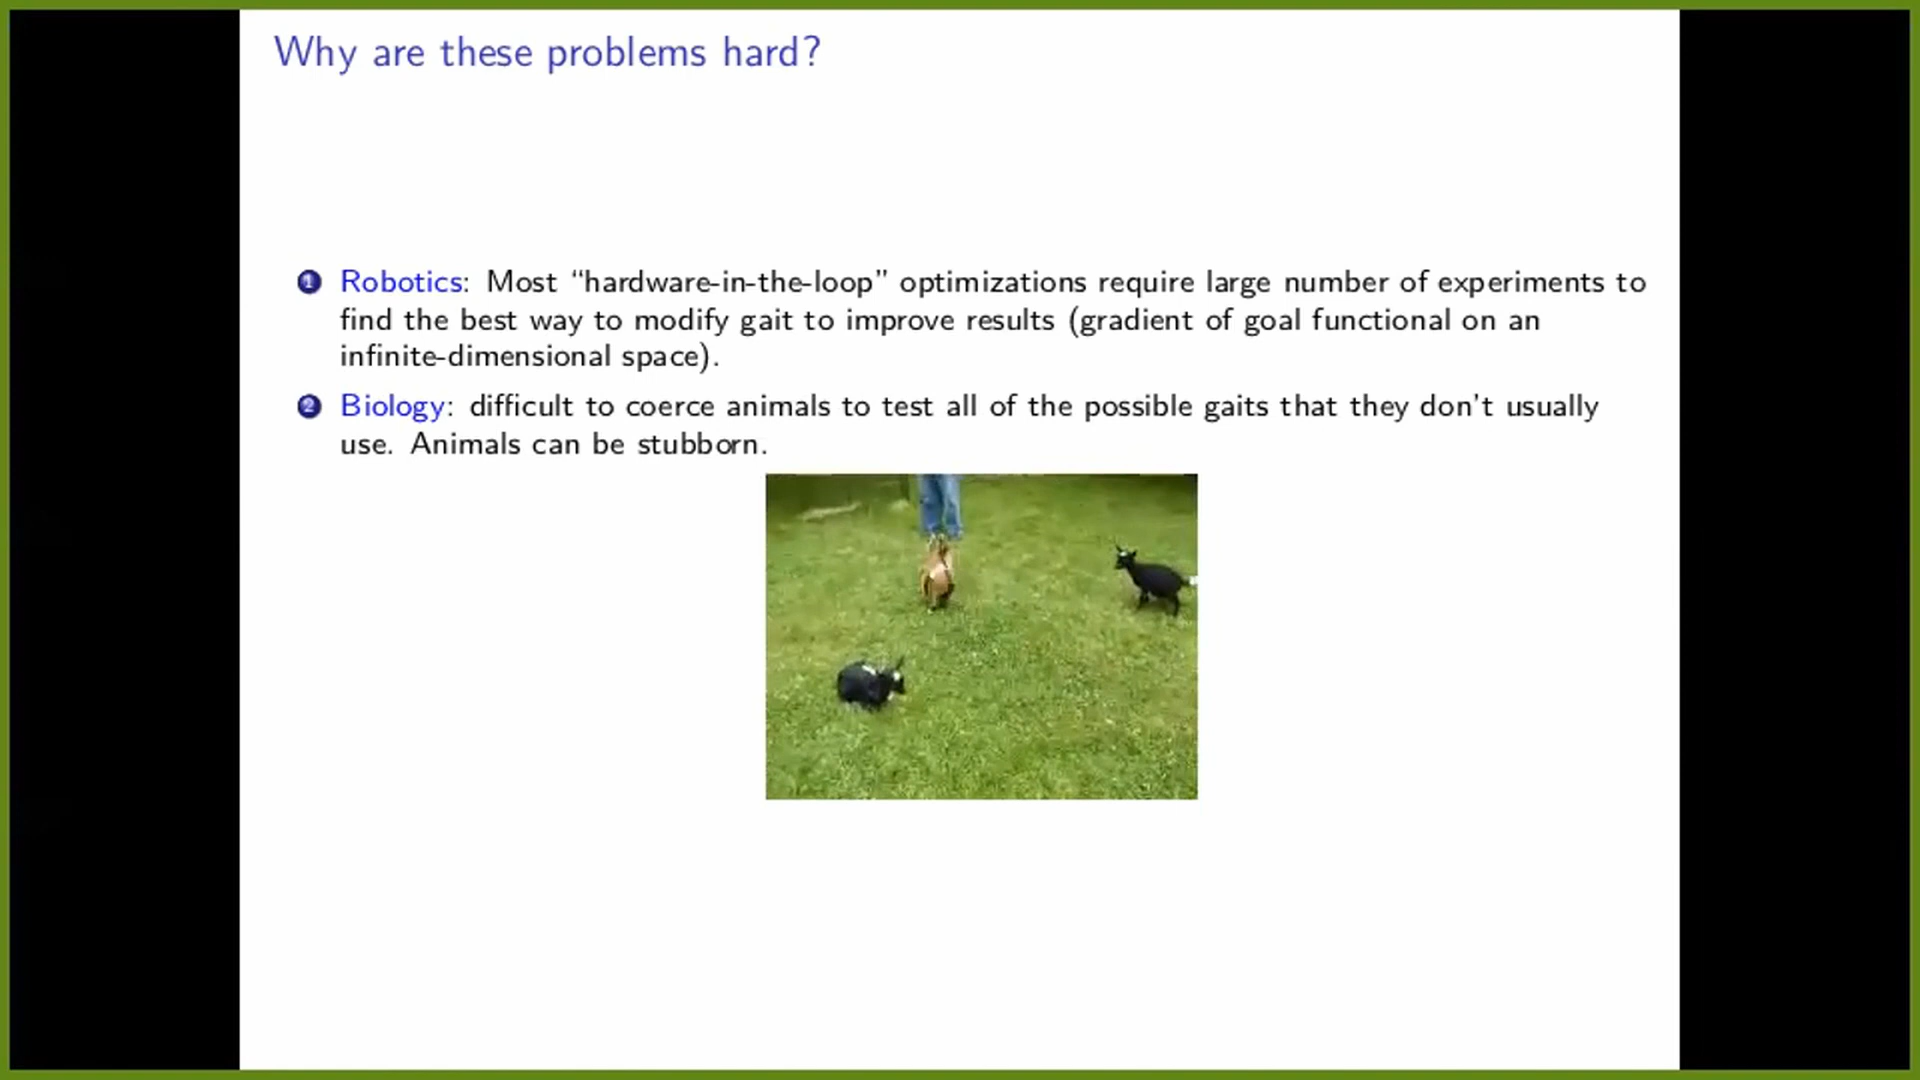 Why are these problems hard?
1 Robotics: Most “hardware-in-the-loop” optimizations require large number of experiments to
find the best way to modify gait to improve results (gradient of goal functional on an
infinite-dimensional space).
2 Biology: difficult to coerce animals to test all of the possible gaits that they don't usually
use. Animals can be stubborn.